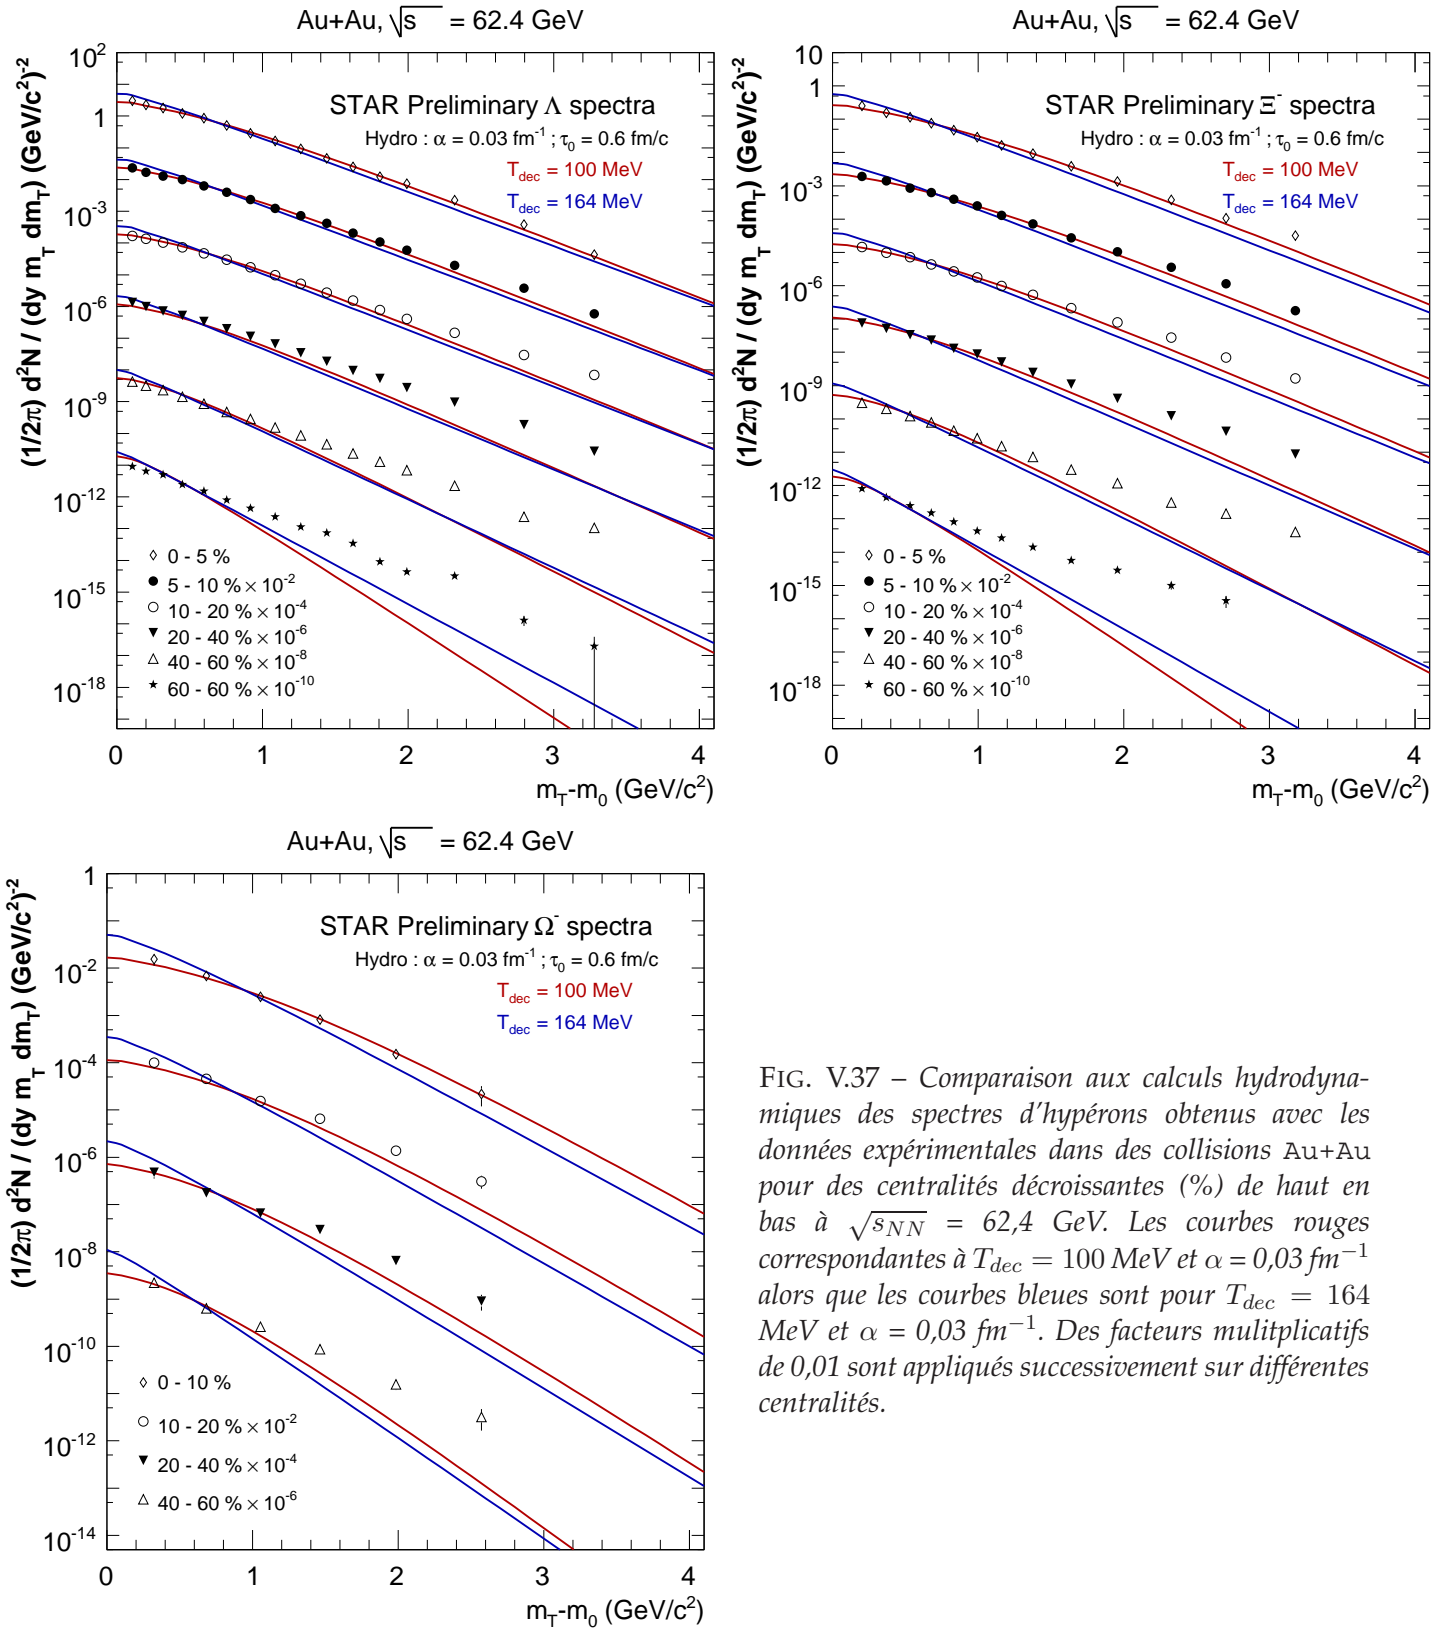 Au+Au, √s = 62.4 GeV
(1/2π) d²N / (dy m_T dm_T) (GeV/c²)⁻²
STAR Preliminary Λ spectra
Hydro : α = 0.03 fm⁻¹ ; τ₀ = 0.6 fm/c
T_dec = 100 MeV
T_dec = 164 MeV
10²
1
10⁻³
10⁻⁶
10⁻⁹
10⁻¹²
10⁻¹⁵
10⁻¹⁸
0 - 5 %
5 - 10 % × 10⁻²
10 - 20 % × 10⁻⁴
20 - 40 % × 10⁻⁶
40 - 60 % × 10⁻⁸
60 - 60 % × 10⁻¹⁰
0 1 2 3 4
m_T-m₀ (GeV/c²)
Au+Au, √s = 62.4 GeV
(1/2π) d²N / (dy m_T dm_T) (GeV/c²)⁻²
STAR Preliminary Ξ⁻ spectra
Hydro : α = 0.03 fm⁻¹ ; τ₀ = 0.6 fm/c
T_dec = 100 MeV
T_dec = 164 MeV
10
1
10⁻³
10⁻⁶
10⁻⁹
10⁻¹²
10⁻¹⁵
10⁻¹⁸
0 - 5 %
5 - 10 % × 10⁻²
10 - 20 % × 10⁻⁴
20 - 40 % × 10⁻⁶
40 - 60 % × 10⁻⁸
60 - 60 % × 10⁻¹⁰
0 1 2 3 4
m_T-m₀ (GeV/c²)
Au+Au, √s = 62.4 GeV
(1/2π) d²N / (dy m_T dm_T) (GeV/c²)⁻²
STAR Preliminary Ω⁻ spectra
Hydro : α = 0.03 fm⁻¹ ; τ₀ = 0.6 fm/c
T_dec = 100 MeV
T_dec = 164 MeV
1
10⁻²
10⁻⁴
10⁻⁶
10⁻⁸
10⁻¹⁰
10⁻¹²
10⁻¹⁴
0 - 10 %
10 - 20 % × 10⁻²
20 - 40 % × 10⁻⁴
40 - 60 % × 10⁻⁶
0 1 2 3 4
m_T-m₀ (GeV/c²)
FIG. V.37 – Comparaison aux calculs hydrodyna-
miques des spectres d'hypérons obtenus avec les
données expérimentales dans des collisions Au+Au
pour des centralités décroissantes (%) de haut en
bas à √s_NN = 62,4 GeV. Les courbes rouges
correspondantes à T_dec = 100 MeV et α = 0,03 fm⁻¹
alors que les courbes bleues sont pour T_dec = 164
MeV et α = 0,03 fm⁻¹. Des facteurs mulitplicatifs
de 0,01 sont appliqués successivement sur différentes
centralités.